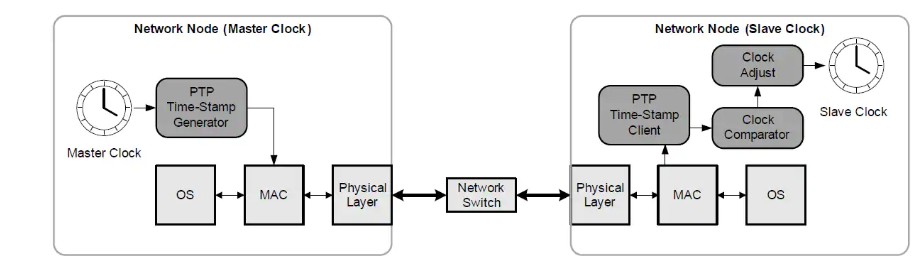 Network Node (Master Clock)
PTP
Time-Stamp
Generator
Master Clock
OS
MAC
Physical
Layer
Network
Switch
Network Node (Slave Clock)
Clock
Adjust
Slave Clock
PTP
Time-Stamp
Client
Clock
Comparator
Physical
Layer
MAC
OS